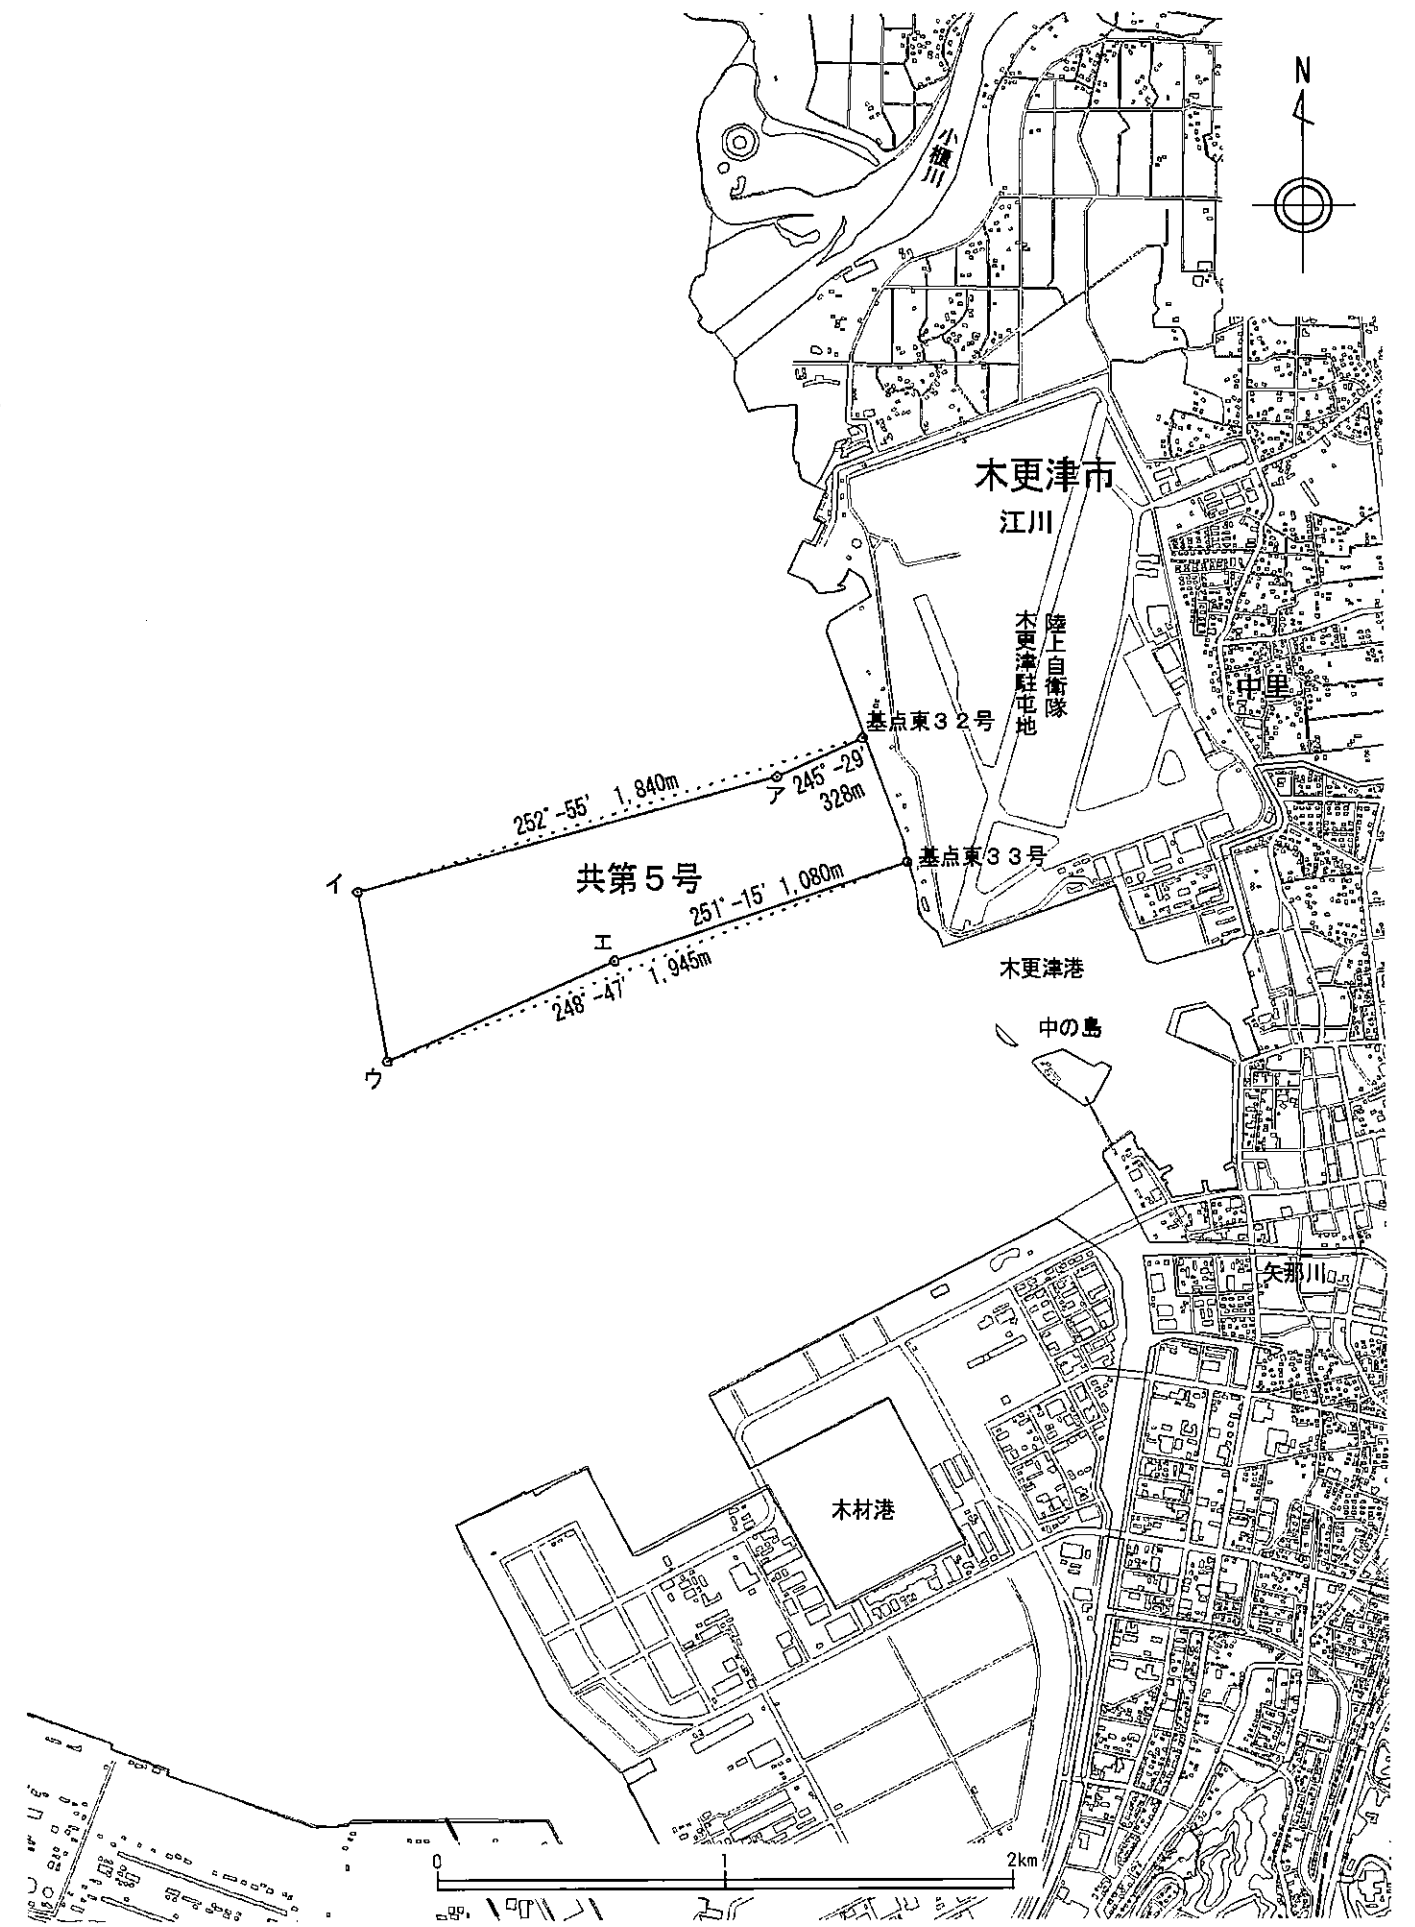 N
小櫃川
木更津市
江川
陸上自衛隊
木更津駐屯地
中里
基点東32号
245°-29′
328m
ア
252°-55′ 1,840m
イ
共第5号
基点東33号
251°-15′ 1,080m
エ
248°-47′ 1,945m
ウ
木更津港
中の島
矢那川
木材港
0 1 2km